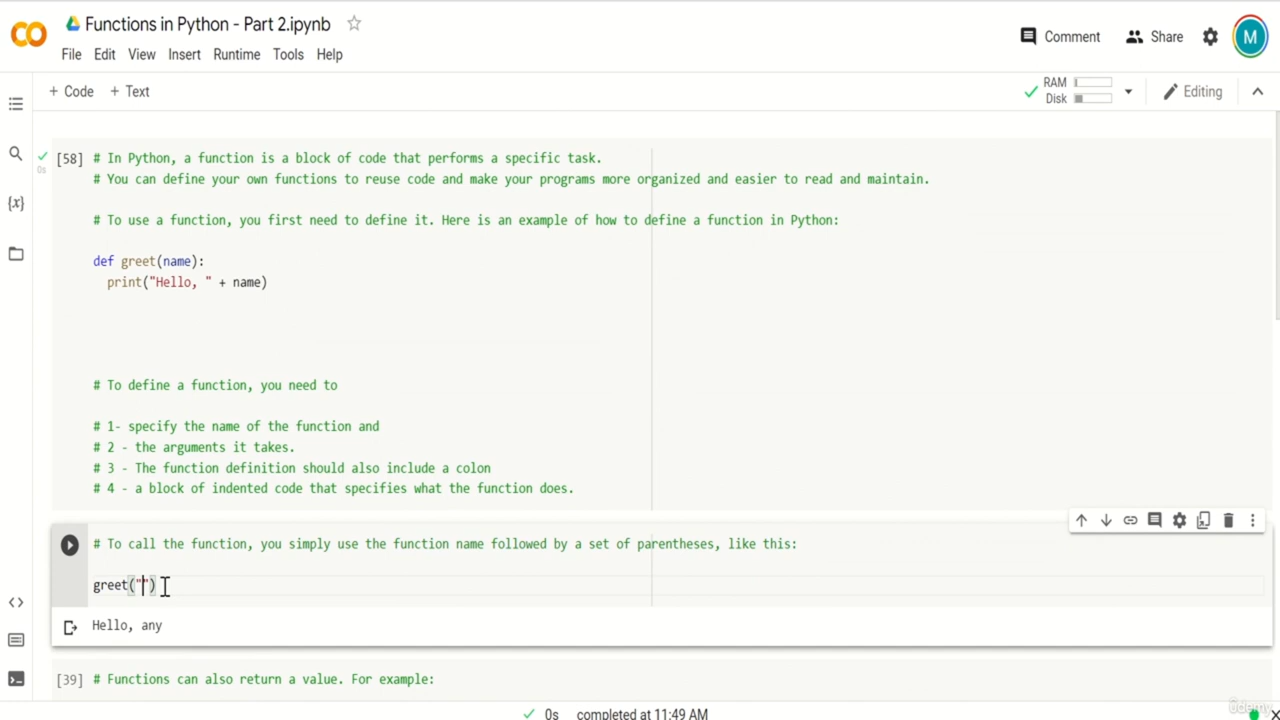 Functions in Python - Part 2.ipynb
Comment
Share
M
File Edit View Insert Runtime Tools Help
+ Code + Text
RAM
Disk
Editing
{x}
[58] # In Python, a function is a block of code that performs a specific task.
0s
# You can define your own functions to reuse code and make your programs more organized and easier to read and maintain.
# To use a function, you first need to define it. Here is an example of how to define a function in Python:
def greet(name):
print("Hello, " + name)
# To define a function, you need to
# 1- specify the name of the function and
# 2 - the arguments it takes.
# 3 - The function definition should also include a colon
# 4 - a block of indented code that specifies what the function does.
# To call the function, you simply use the function name followed by a set of parentheses, like this:
greet("")
Hello, any
[39] # Functions can also return a value. For example:
0s completed at 11:49 AM
udemy